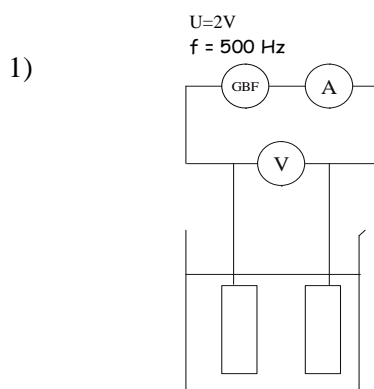 U=2V
f = 500 Hz
1)
GBF
A
V